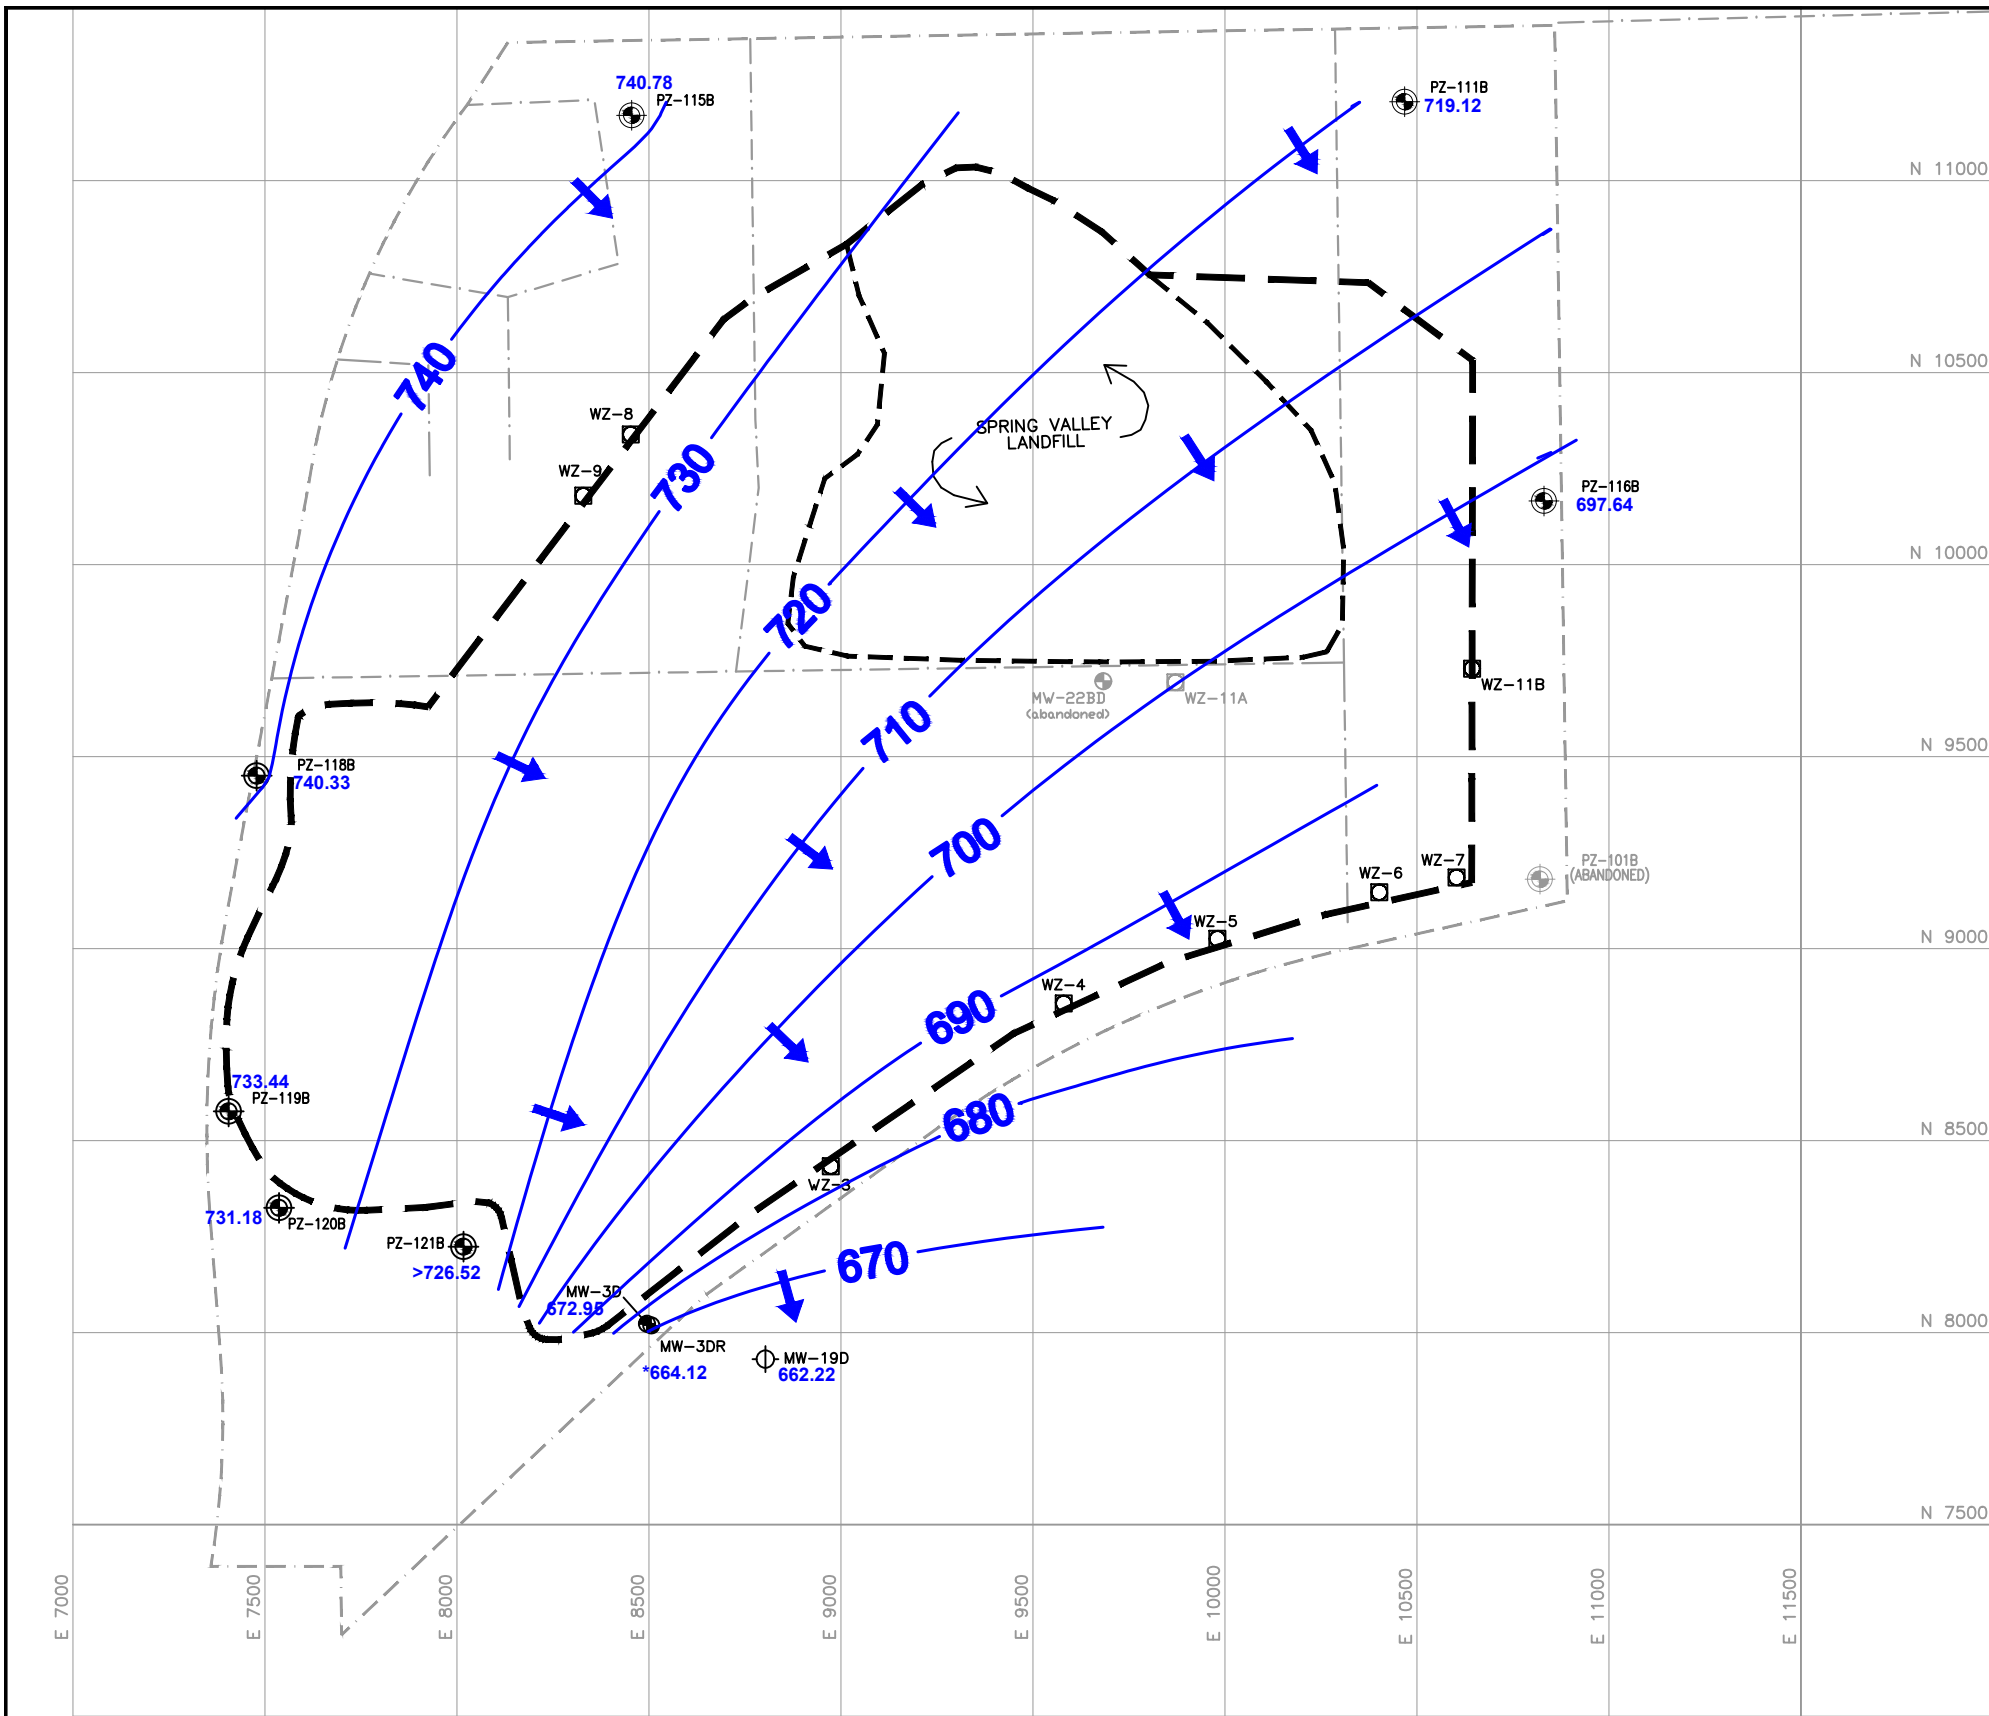 740.78
PZ-115B
PZ-111B
719.12
N 11000
740
N 10500
WZ-8
SPRING VALLEY
LANDFILL
WZ-9
730
PZ-116B
697.64
N 10000
720
WZ-11B
MW-22BD
(abandoned)
WZ-11A
710
N 9500
PZ-118B
740.33
700
WZ-7
WZ-6
PZ-101B
(ABANDONED)
WZ-5
N 9000
WZ-4
690
733.44
PZ-119B
680
N 8500
WZ-3
731.18
PZ-120B
PZ-121B
>726.52
670
MW-3D
672.95
N 8000
MW-3DR
*664.12
MW-19D
662.22
N 7500
E 7000
E 7500
E 8000
E 8500
E 9000
E 9500
E 10000
E 10500
E 11000
E 11500